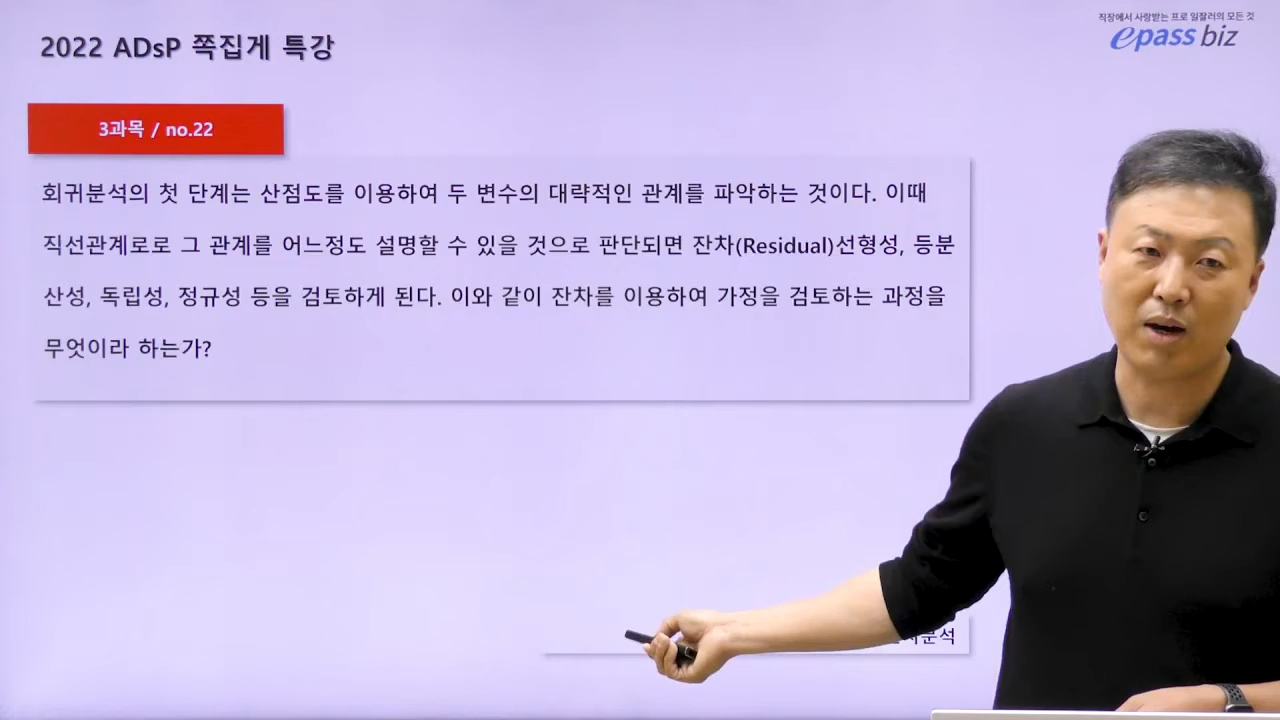 직장에서 사랑받는 프로 일잘러의 모든 것
epass biz
2022 ADsP 쪽집게 특강
3과목 / no.22
회귀분석의 첫 단계는 산점도를 이용하여 두 변수의 대략적인 관계를 파악하는 것이다. 이때
직선관계로로 그 관계를 어느정도 설명할 수 있을 것으로 판단되면 잔차(Residual)선형성, 등분
산성, 독립성, 정규성 등을 검토하게 된다. 이와 같이 잔차를 이용하여 가정을 검토하는 과정을
무엇이라 하는가?